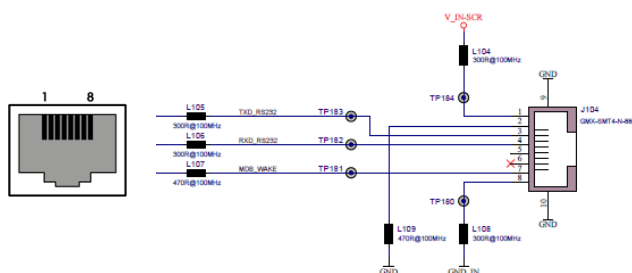 V_IN-SCR
L104
300R@100MHz
GND
9
J104
GMX-SMT4-N-88
1 8
L105
TXD_RS232
TP183
300R@100MHz
TP184
L106
RXD_RS232
TP182
300R@100MHz
L107
MDB_WAKE
TP181
470R@100MHz
1
2
3
4
5
6
7
8
TP180
10
GND
L109
470R@100MHz
L108
300R@100MHz
GND
GND_IN